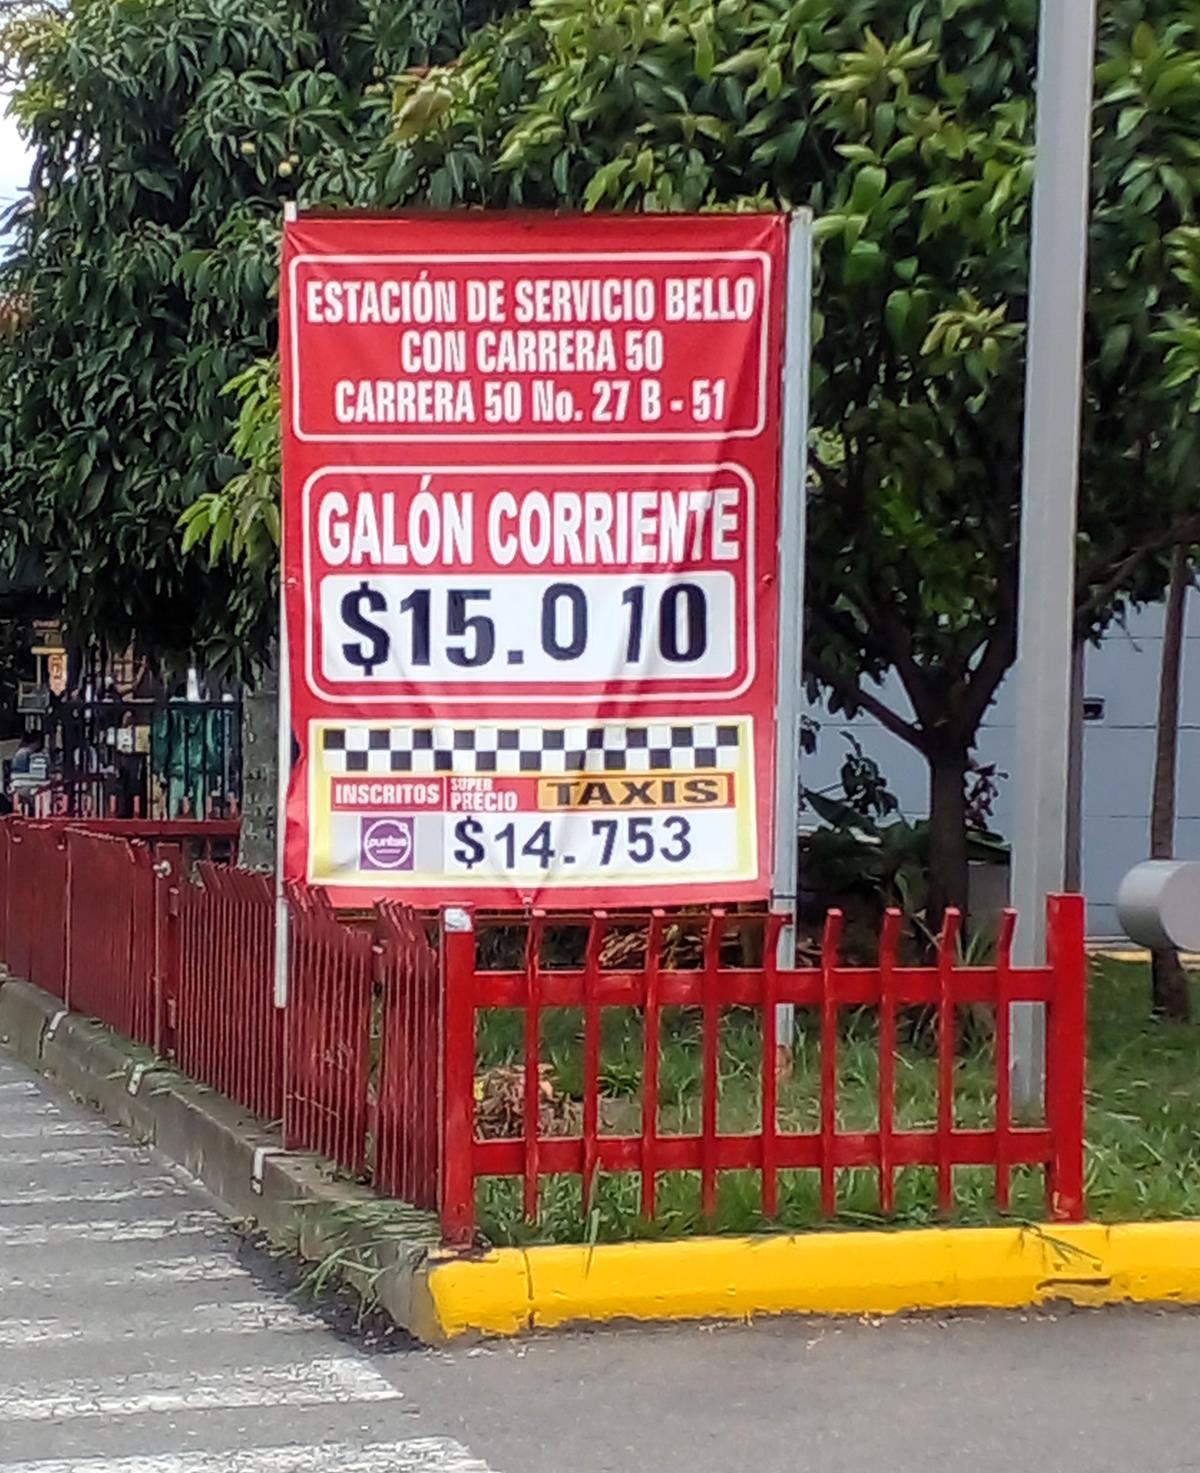 ESTACIÓN DE SERVICIO BELLO
CON CARRERA 50
CARRERA 50 No. 27 B - 51
GALÓN CORRIENTE
$15.010
INSCRITOS
SUPER
PRECIO
TAXIS
puntos
$14.753